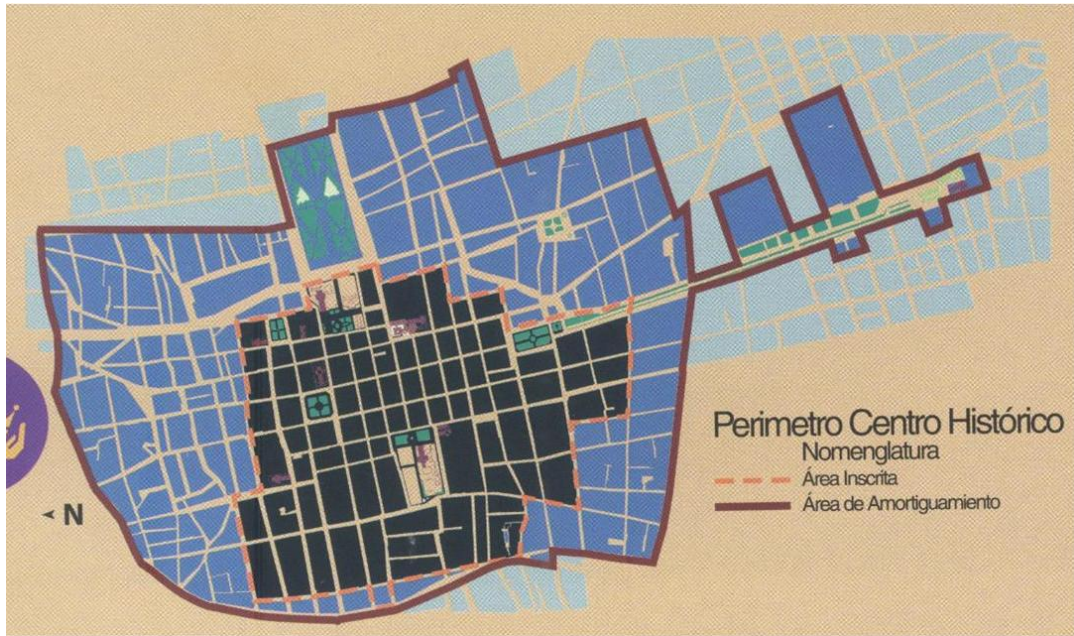 Perimetro Centro Histórico
Nomenglatura
Área Inscrita
Área de Amortiguamiento
N